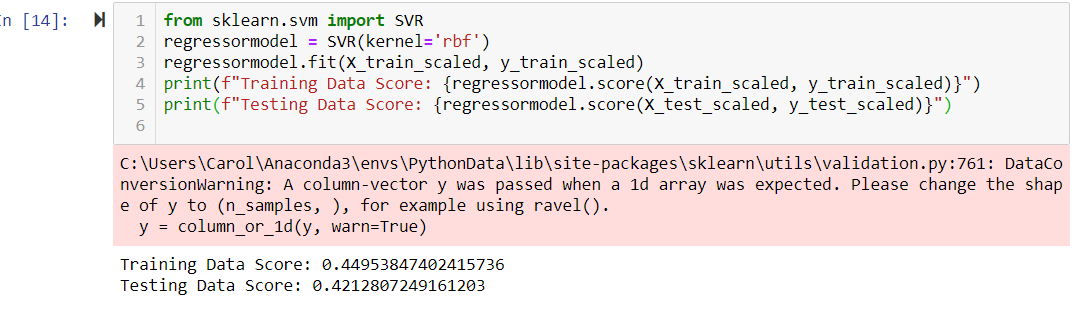 n [14]:
1 from sklearn.svm import SVR
2 regressormodel = SVR(kernel='rbf')
3 regressormodel.fit(X_train_scaled, y_train_scaled)
4 print(f"Training Data Score: {regressormodel.score(X_train_scaled, y_train_scaled)}")
5 print(f"Testing Data Score: {regressormodel.score(X_test_scaled, y_test_scaled)}")
6
C:\Users\Carol\Anaconda3\envs\PythonData\lib\site-packages\sklearn\utils\validation.py:761: DataCo
nversionWarning: A column-vector y was passed when a 1d array was expected. Please change the shap
e of y to (n_samples, ), for example using ravel().
  y = column_or_1d(y, warn=True)
Training Data Score: 0.44953847402415736
Testing Data Score: 0.4212807249161203